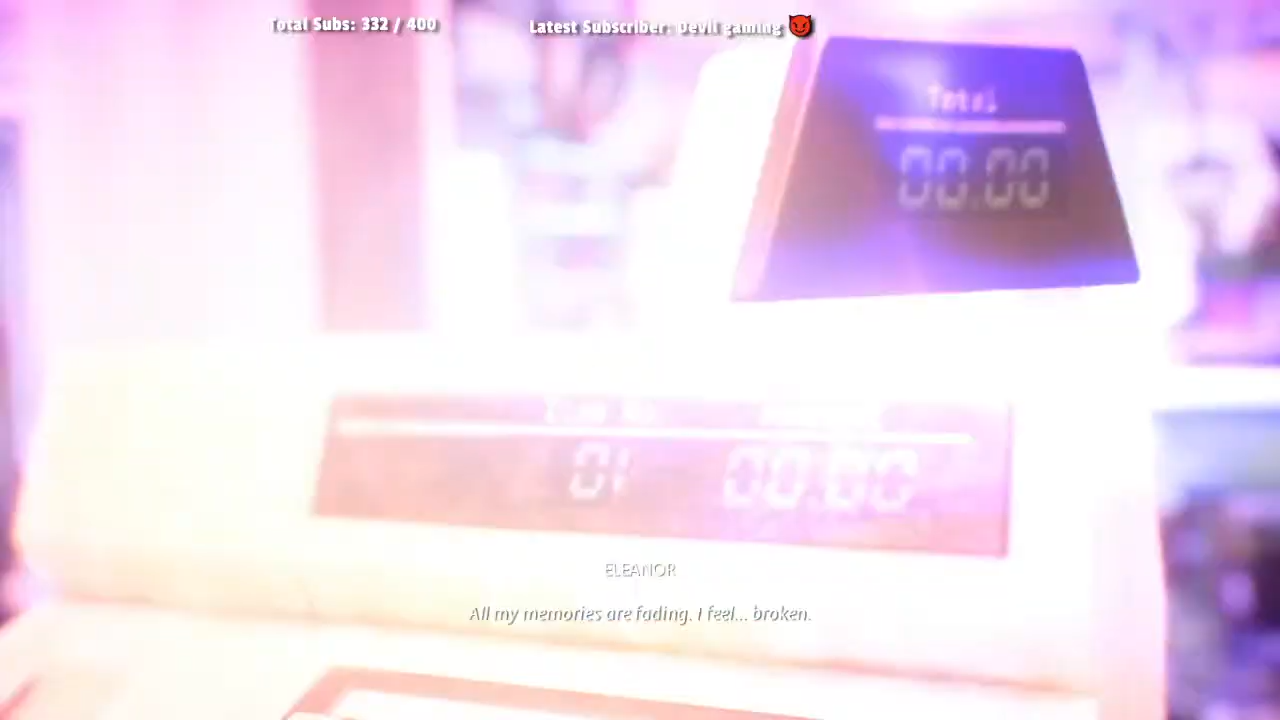 Total Subs: 332 / 400
Latest Subscriber: Devil gaming 😈
Total
00.00
01 00.00
ELEANOR
All my memories are fading. I feel... broken.